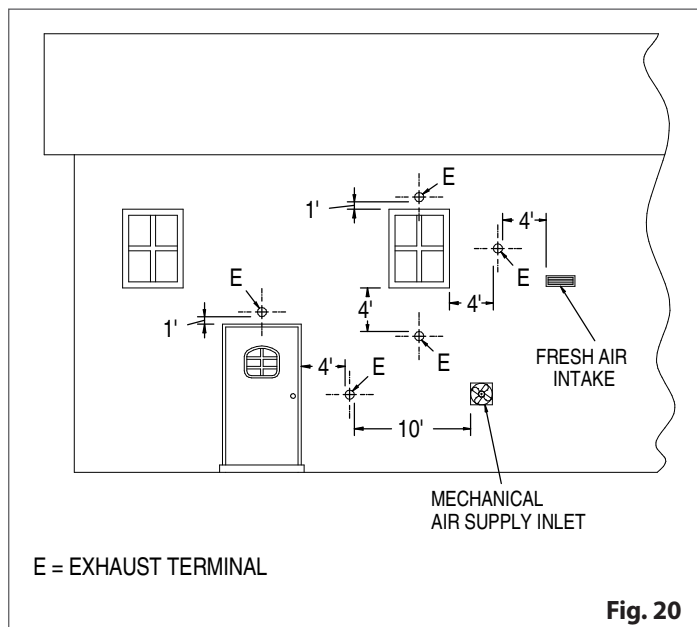 E
1'
4'
E
E
4'
4'
1'
E
FRESH AIR
INTAKE
4'
E
10'
MECHANICAL
AIR SUPPLY INLET
E = EXHAUST TERMINAL
Fig. 20